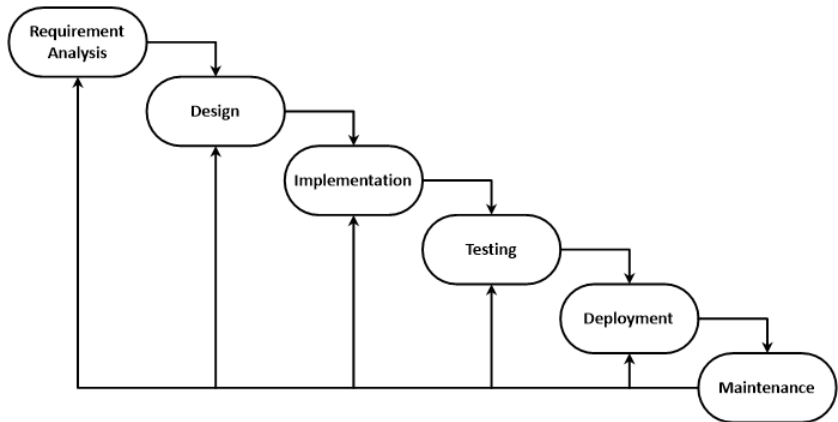 Requirement
Analysis
Design
Implementation
Testing
Deployment
Maintenance